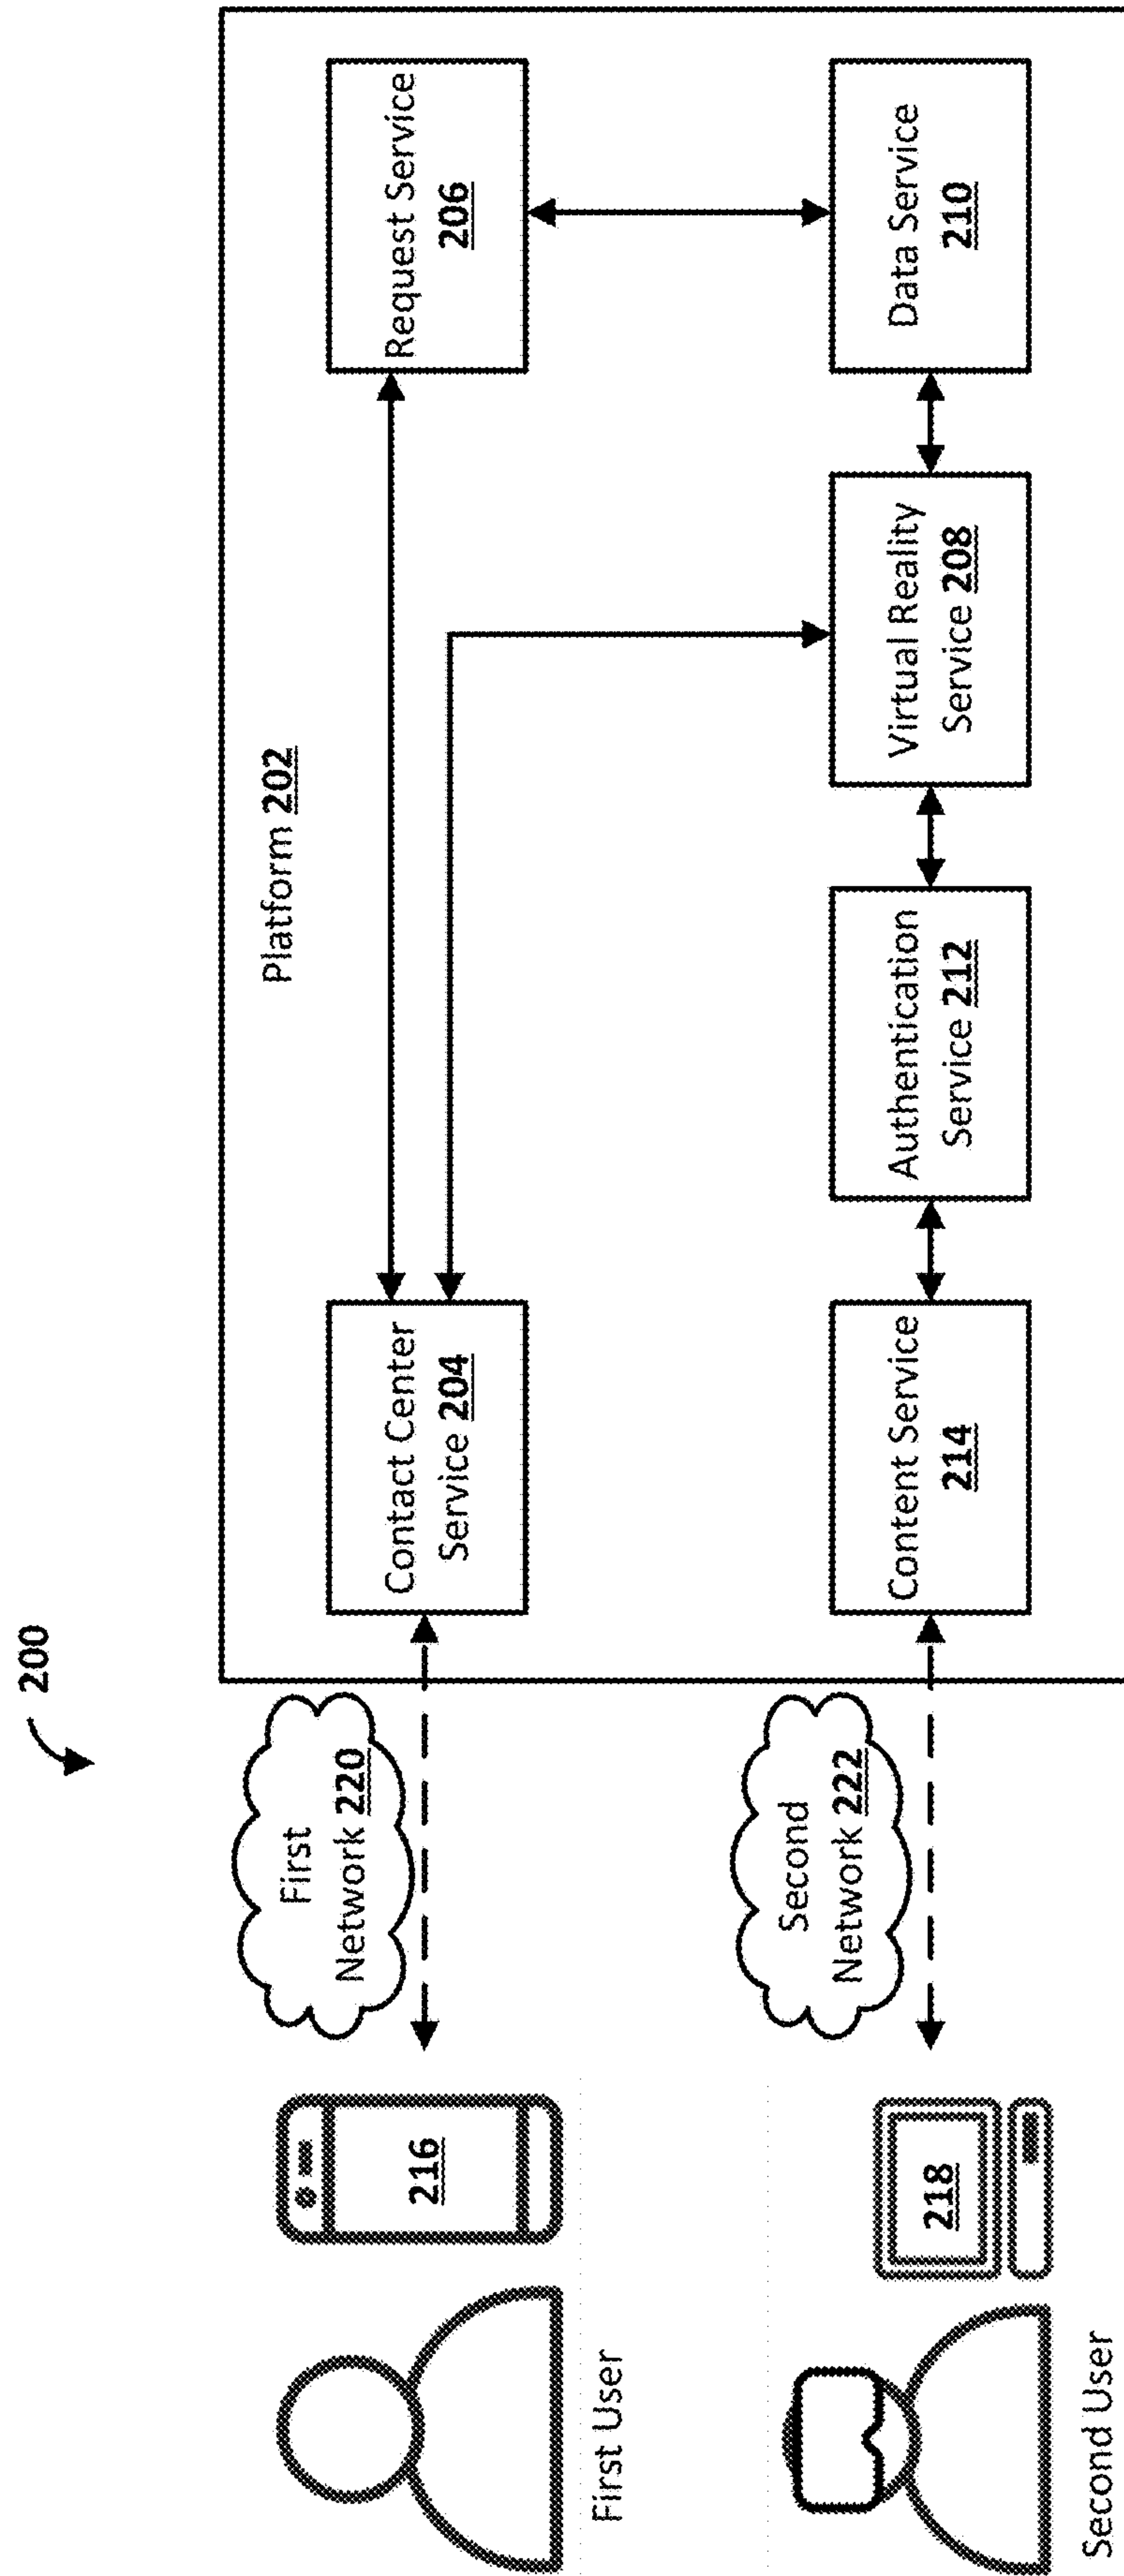 200
Platform 202
First
Network 220
Contact Center
Service 204
Request Service
206
216
First User
Second
Network 222
Content Service
214
Authentication
Service 212
Virtual Reality
Service 208
Data Service
210
218
Second User